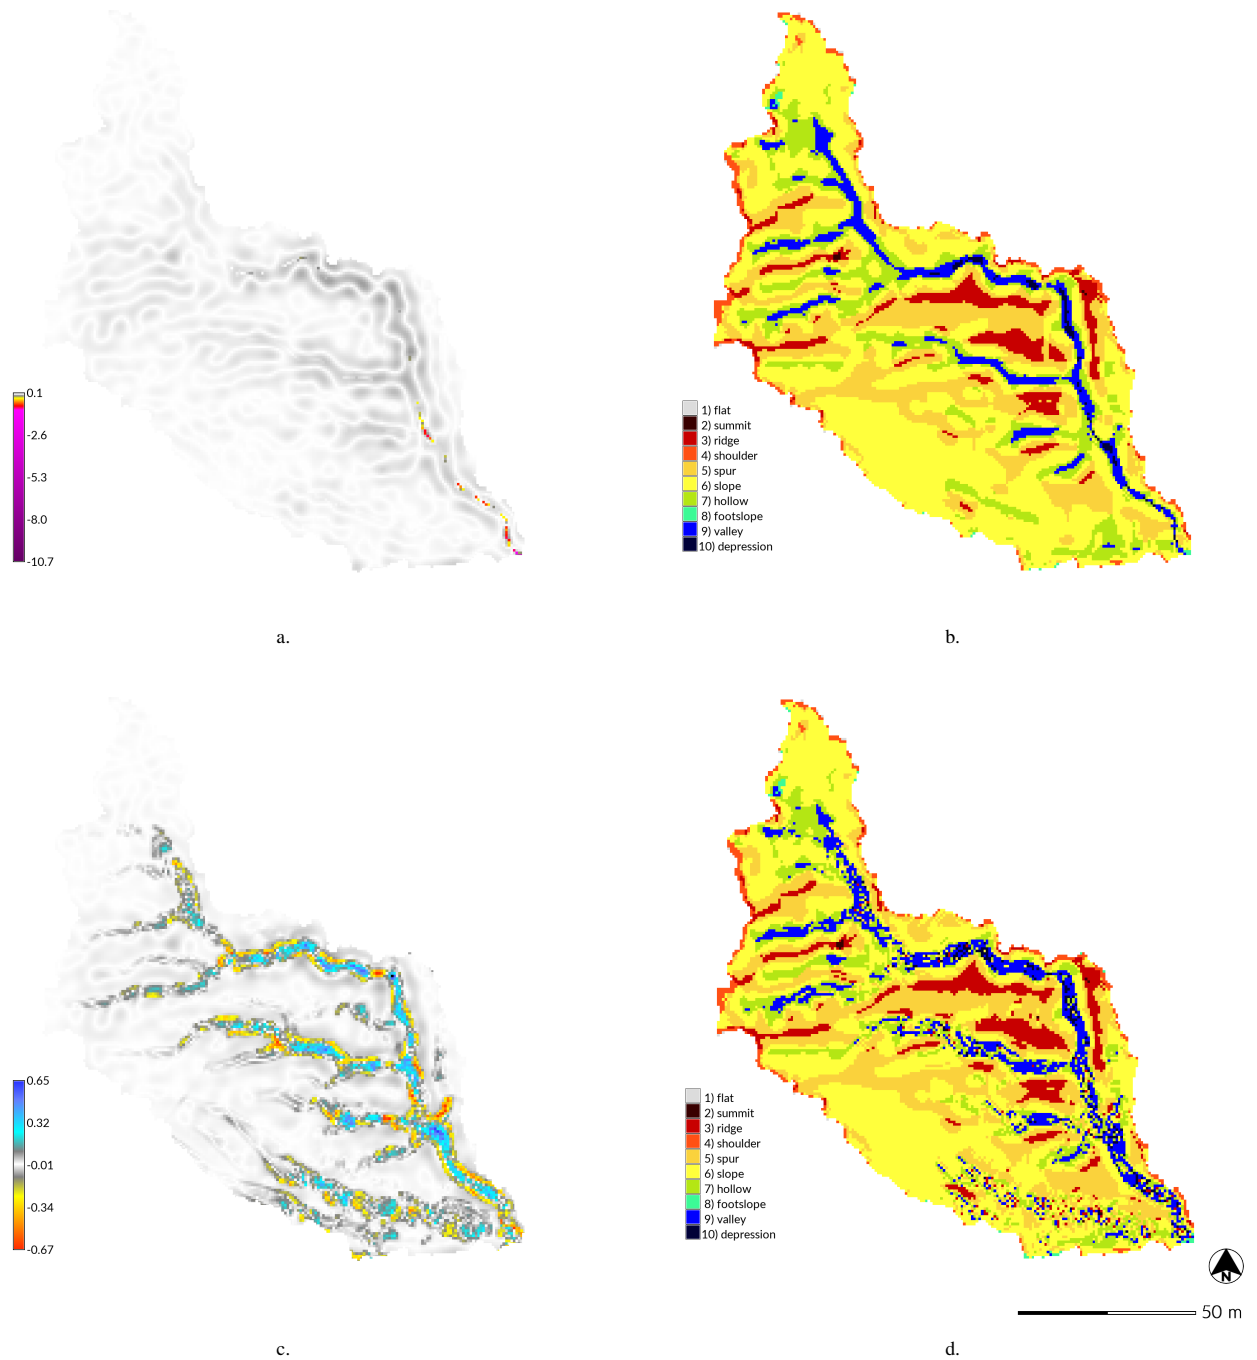 0.1
-2.6
-5.3
-8.0
-10.7
1) flat
2) summit
3) ridge
4) shoulder
5) spur
6) slope
7) hollow
8) footslope
9) valley
10) depression
a.
b.
0.65
0.32
-0.01
-0.34
-0.67
1) flat
2) summit
3) ridge
4) shoulder
5) spur
6) slope
7) hollow
8) footslope
9) valley
10) depression
N
50 m
c.
d.